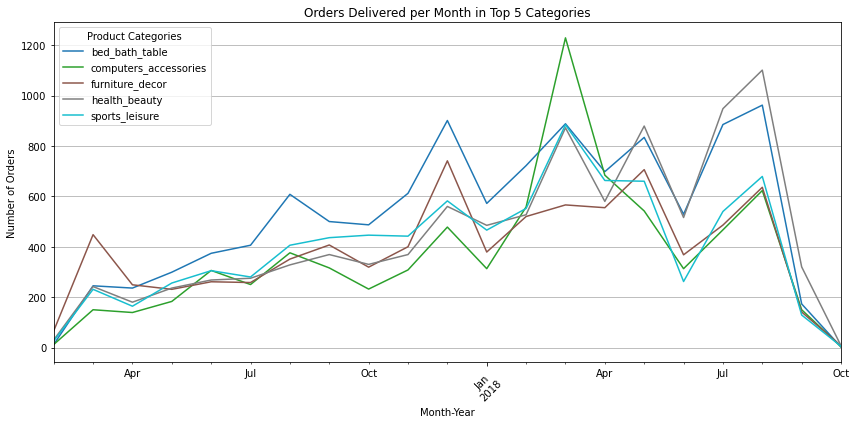 Orders Delivered per Month in Top 5 Categories
Product Categories
bed_bath_table
computers_accessories
furniture_decor
health_beauty
sports_leisure
Number of Orders
1200
1000
800
600
400
200
0
Apr
Jul
Oct
Jan
2018
Apr
Jul
Oct
Month-Year